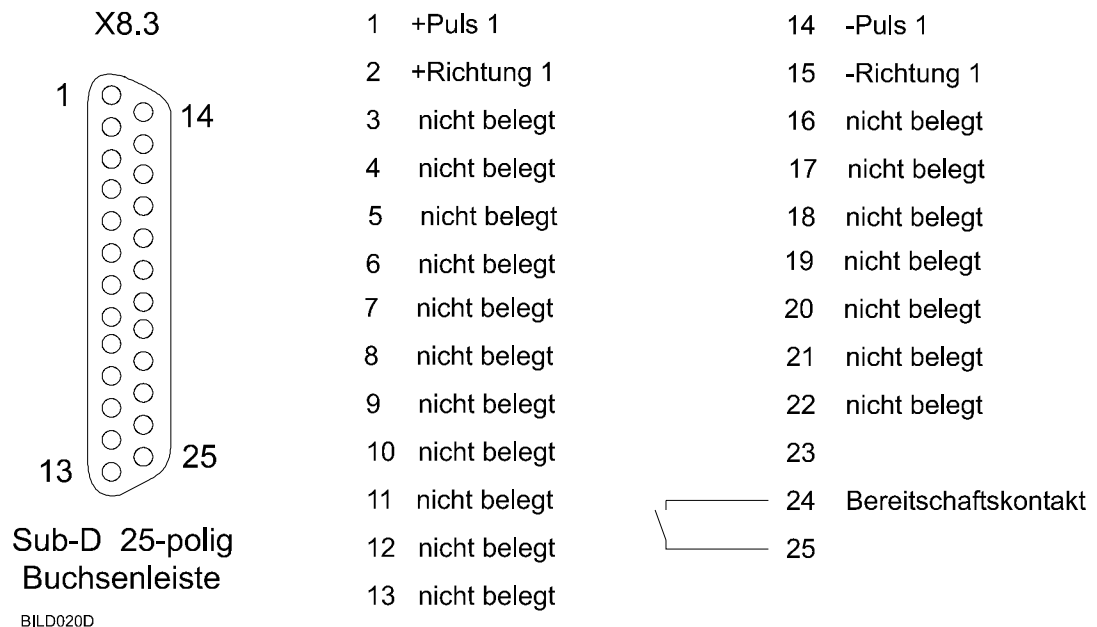 X8.3
1
14
13
25
Sub-D 25-polig
Buchsenleiste
BILD020D
1 +Puls 1
2 +Richtung 1
3 nicht belegt
4 nicht belegt
5 nicht belegt
6 nicht belegt
7 nicht belegt
8 nicht belegt
9 nicht belegt
10 nicht belegt
11 nicht belegt
12 nicht belegt
13 nicht belegt
14 -Puls 1
15 -Richtung 1
16 nicht belegt
17 nicht belegt
18 nicht belegt
19 nicht belegt
20 nicht belegt
21 nicht belegt
22 nicht belegt
23
24 Bereitschaftskontakt
25